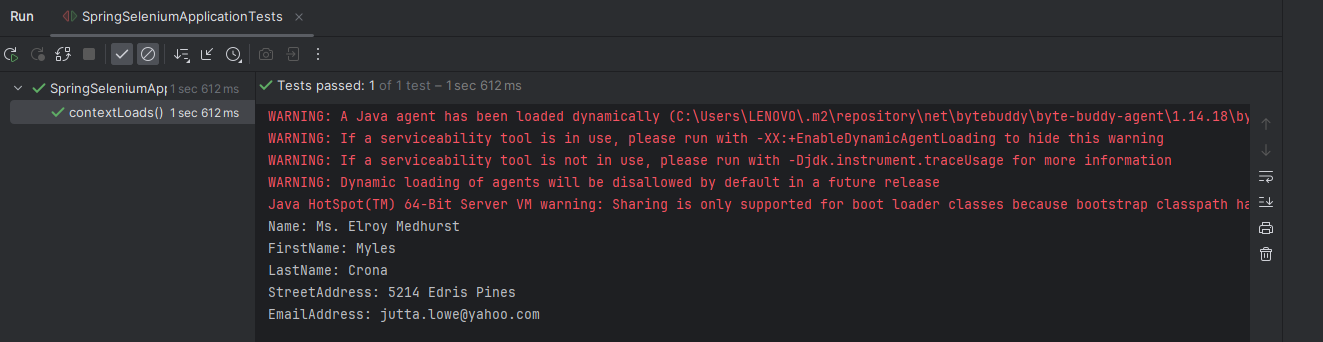 Run
SpringSeleniumApplicationTests
SpringSeleniumApp 1 sec 612 ms
contextLoads() 1 sec 612 ms
Tests passed: 1 of 1 test – 1 sec 612 ms
WARNING: A Java agent has been loaded dynamically (C:\Users\LENOVO\.m2\repository\net\bytebuddy\byte-buddy-agent\1.14.18\by
WARNING: If a serviceability tool is in use, please run with -XX:+EnableDynamicAgentLoading to hide this warning
WARNING: If a serviceability tool is not in use, please run with -Djdk.instrument.traceUsage for more information
WARNING: Dynamic loading of agents will be disallowed by default in a future release
Java HotSpot(TM) 64-Bit Server VM warning: Sharing is only supported for boot loader classes because bootstrap classpath ha
Name: Ms. Elroy Medhurst
FirstName: Myles
LastName: Crona
StreetAddress: 5214 Edris Pines
EmailAddress: jutta.lowe@yahoo.com